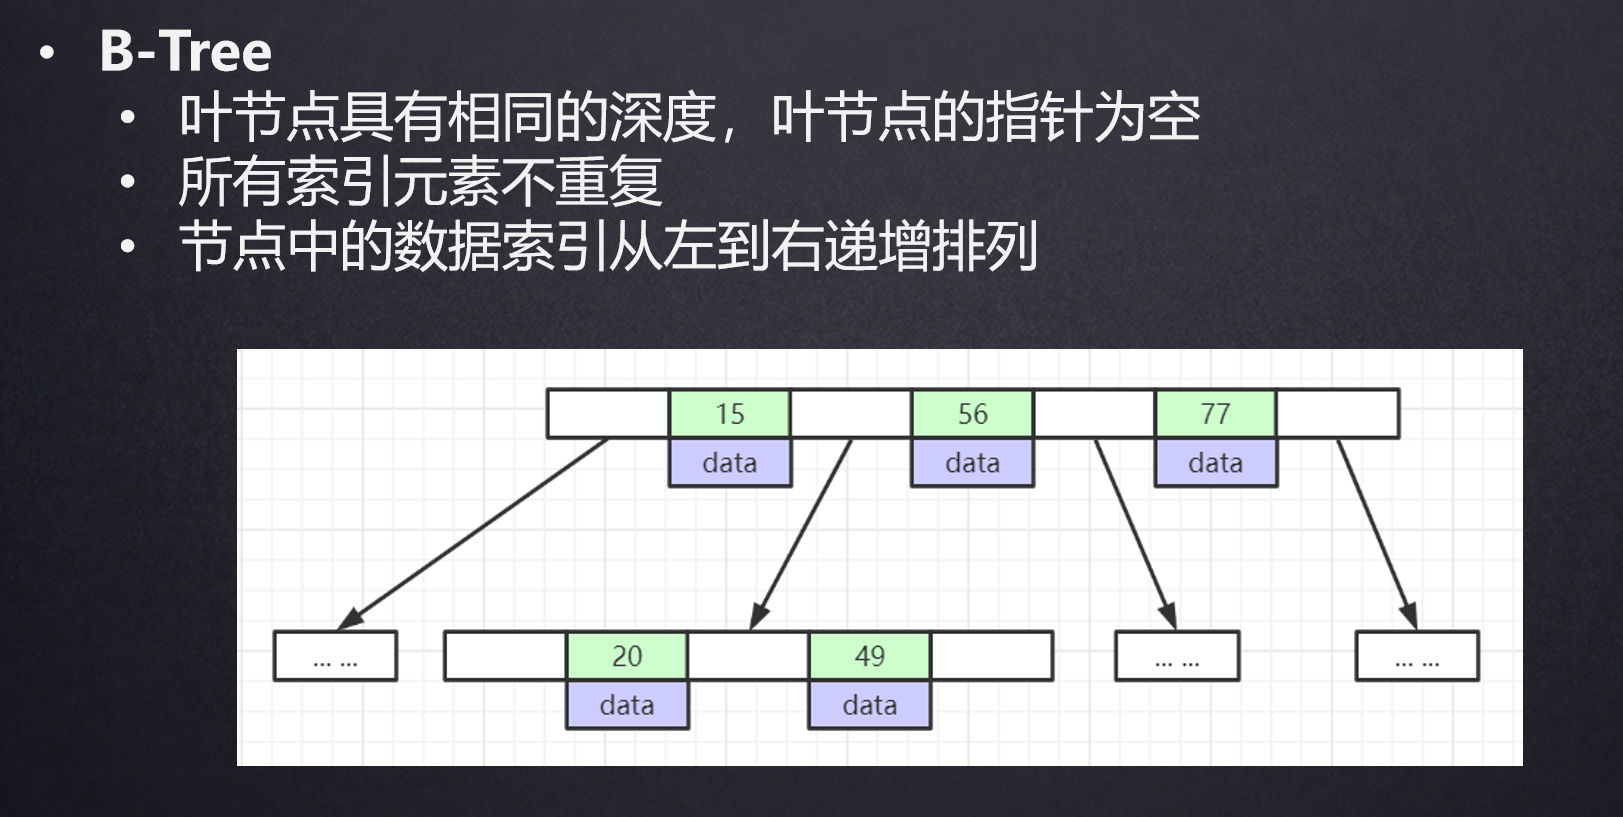 • B-Tree
• 叶节点具有相同的深度，叶节点的指针为空
• 所有索引元素不重复
• 节点中的数据索引从左到右递增排列
15 56 77
data data data
... ... 20 49 ... ... ... ...
data data